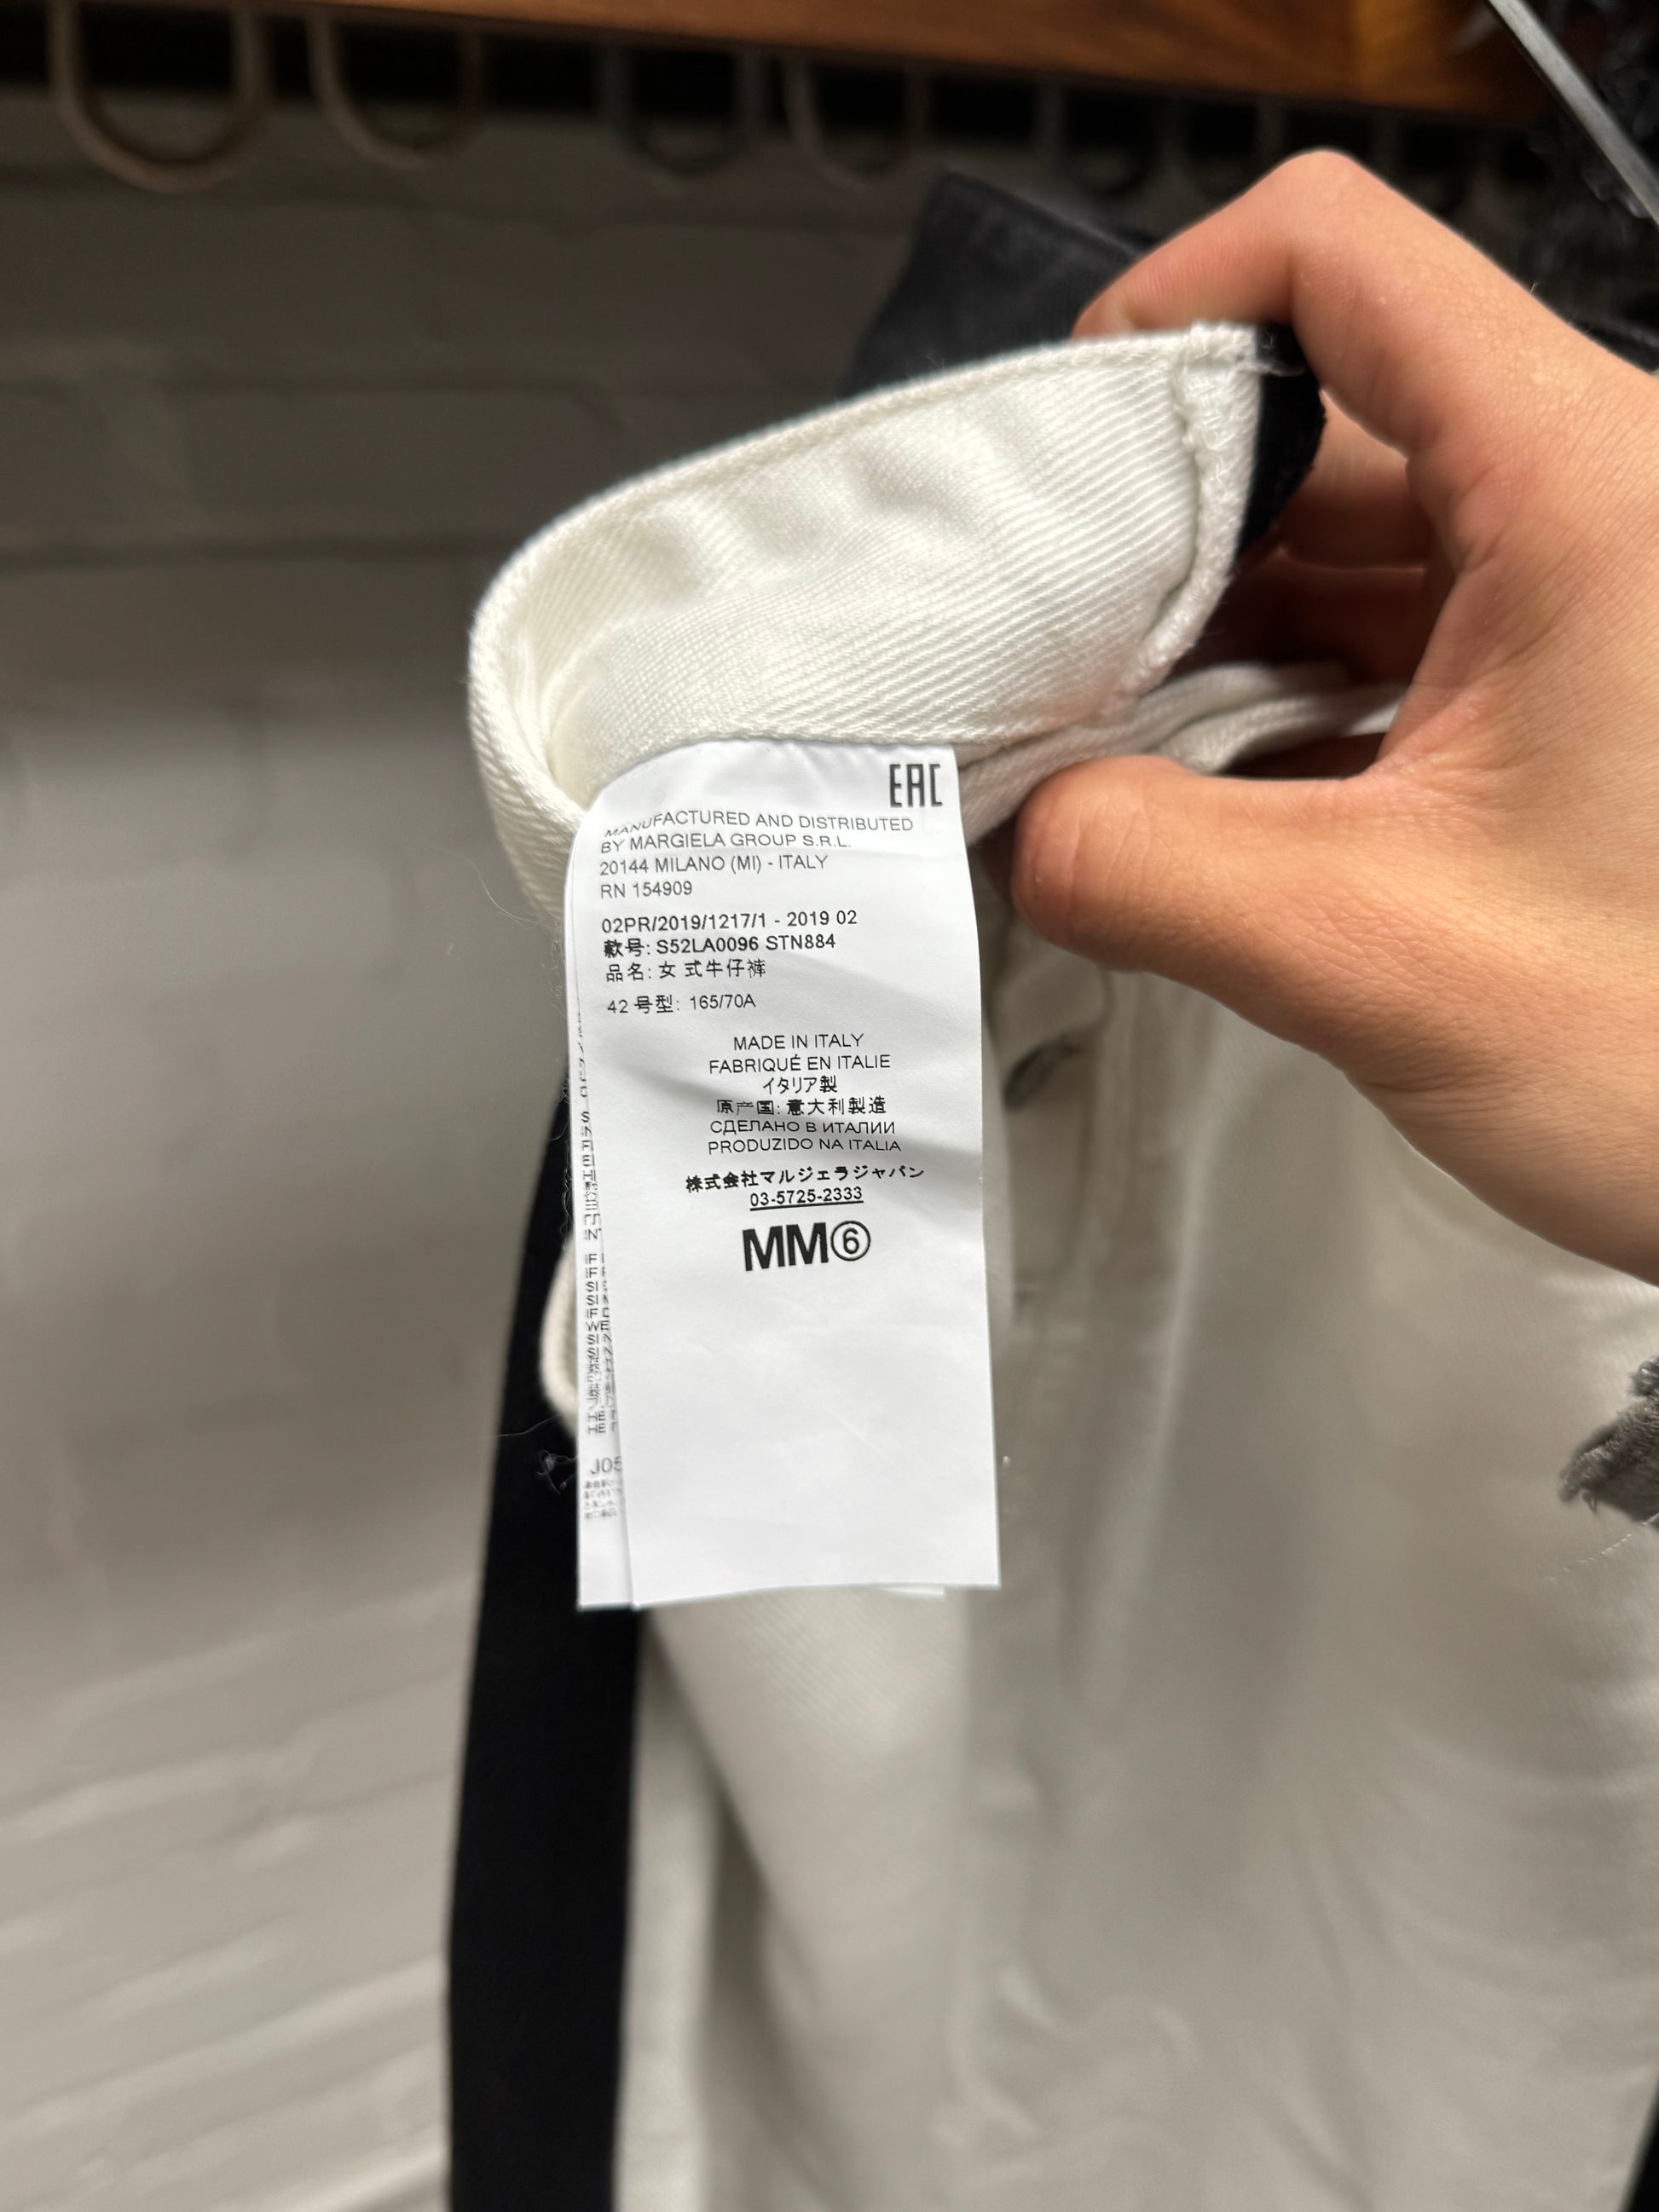 EAC
MANUFACTURED AND DISTRIBUTED
BY MARGIELA GROUP S.R.L.
20144 MILANO (MI) - ITALY
RN 154909
02PR/2019/1217/1 - 2019 02
款号: S52LA0096 STN884
品名: 女 式牛仔裤
42 号型: 165/70A
MADE IN ITALY
FABRIQUÉ EN ITALIE
イタリア製
原产国: 意大利製造
СДЕЛАНО В ИТАЛИИ
PRODUZIDO NA ITALIA
株式会社マルジェラジャパン
03-5725-2333
MM⑥